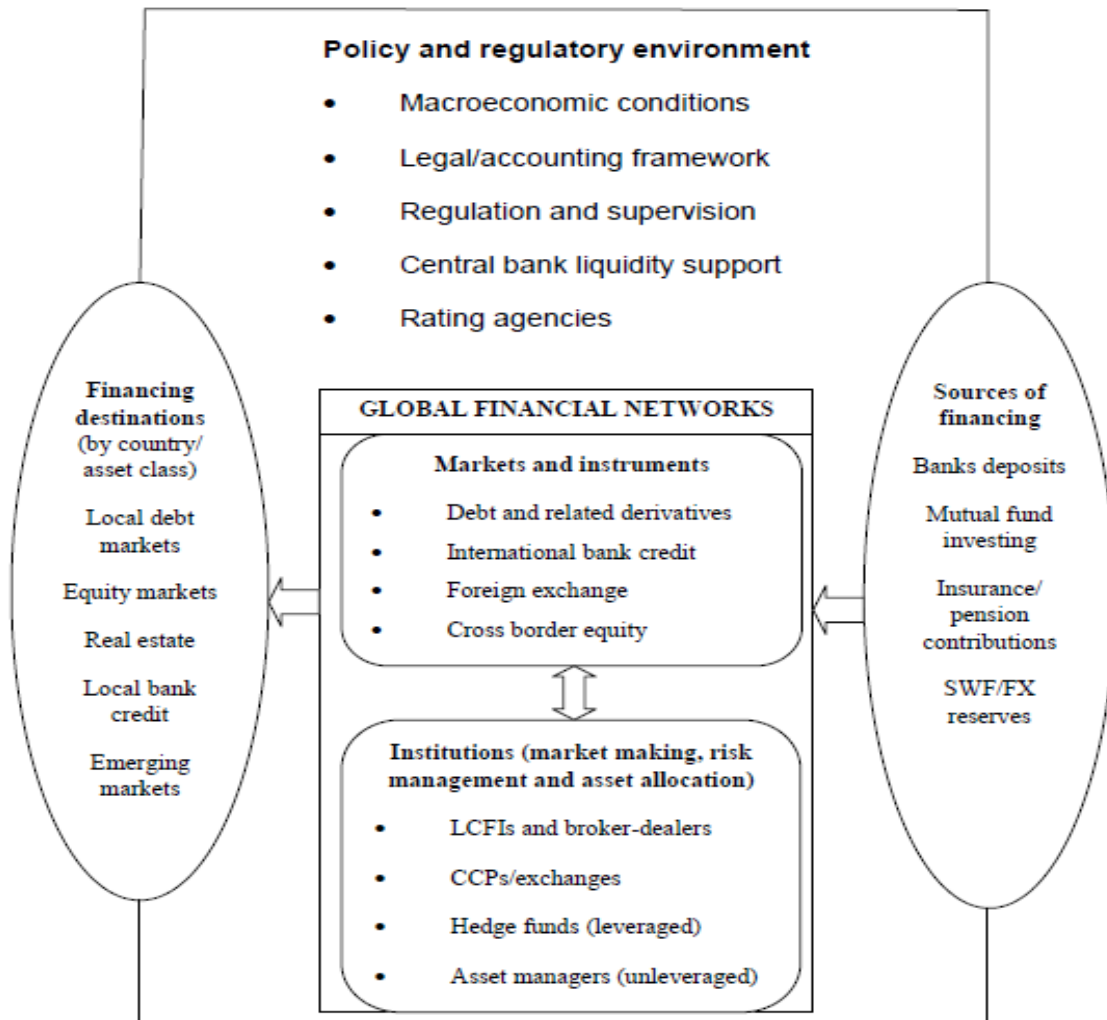 Policy and regulatory environment
• Macroeconomic conditions
• Legal/accounting framework
• Regulation and supervision
• Central bank liquidity support
• Rating agencies
Financing
destinations
(by country/
asset class)
Local debt
markets
Equity markets
Real estate
Local bank
credit
Emerging
markets
GLOBAL FINANCIAL NETWORKS
Markets and instruments
• Debt and related derivatives
• International bank credit
• Foreign exchange
• Cross border equity
Institutions (market making, risk
management and asset allocation)
• LCFIs and broker-dealers
• CCPs/exchanges
• Hedge funds (leveraged)
• Asset managers (unleveraged)
Sources of
financing
Banks deposits
Mutual fund
investing
Insurance/
pension
contributions
SWF/FX
reserves